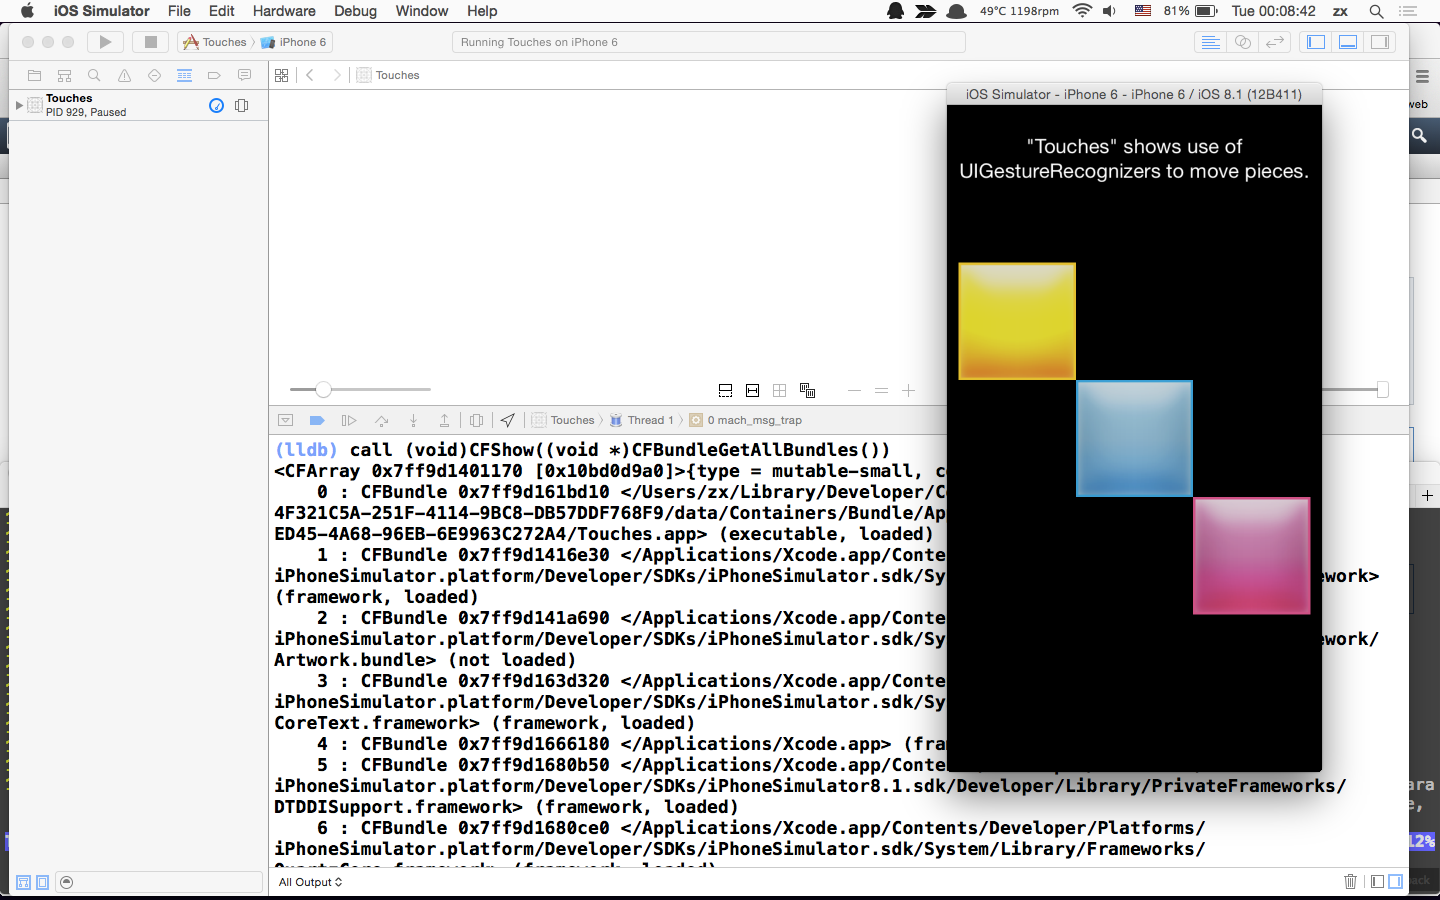 iOS Simulator File Edit Hardware Debug Window Help 49°C 1198rpm 81% Tue 00:08:42 zx
Touches iPhone 6 Running Touches on iPhone 6
Touches
iOS Simulator - iPhone 6 - iPhone 6 / iOS 8.1 (12B411)
web
Touches
PID 929, Paused
"Touches" shows use of
UIGestureRecognizers to move pieces.
Touches Thread 1 0 mach_msg_trap
(lldb) call (void)CFShow((void *)CFBundleGetAllBundles())
<CFArray 0x7ff9d1401170 [0x10bd0d9a0]>{type = mutable-small, c
0 : CFBundle 0x7ff9d161bd10 </Users/zx/Library/Developer/C
4F321C5A-251F-4114-9BC8-DB57DDF768F9/data/Containers/Bundle/Ap
ED45-4A68-96EB-6E9963C272A4/Touches.app> (executable, loaded)
1 : CFBundle 0x7ff9d1416e30 </Applications/Xcode.app/Conten
iPhoneSimulator.platform/Developer/SDKs/iPhoneSimulator.sdk/Sy ework>
(framework, loaded)
2 : CFBundle 0x7ff9d141a690 </Applications/Xcode.app/Conte
iPhoneSimulator.platform/Developer/SDKs/iPhoneSimulator.sdk/Sy ework/
Artwork.bundle> (not loaded)
3 : CFBundle 0x7ff9d163d320 </Applications/Xcode.app/Conte
iPhoneSimulator.platform/Developer/SDKs/iPhoneSimulator.sdk/Sy
CoreText.framework> (framework, loaded)
4 : CFBundle 0x7ff9d1666180 </Applications/Xcode.app> (fra
5 : CFBundle 0x7ff9d1680b50 </Applications/Xcode.app/Conten
iPhoneSimulator.platform/Developer/SDKs/iPhoneSimulator8.1.sdk/Developer/Library/PrivateFrameworks/
DTDDISupport.framework> (framework, loaded)
6 : CFBundle 0x7ff9d1680ce0 </Applications/Xcode.app/Contents/Developer/Platforms/
iPhoneSimulator.platform/Developer/SDKs/iPhoneSimulator.sdk/System/Library/Frameworks/
ara
e,
12%
All Output